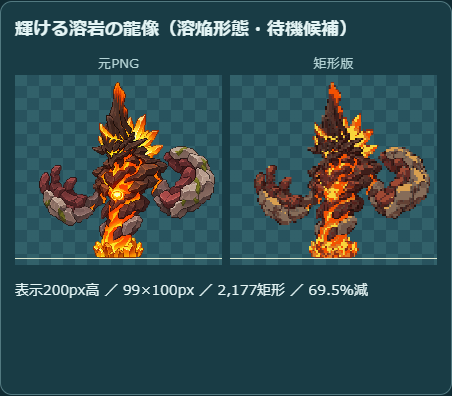 輝ける溶岩の龍像（溶焔形態・待機候補）
元PNG
矩形版
表示200px高 ／ 99×100px ／ 2,177矩形 ／ 69.5%減